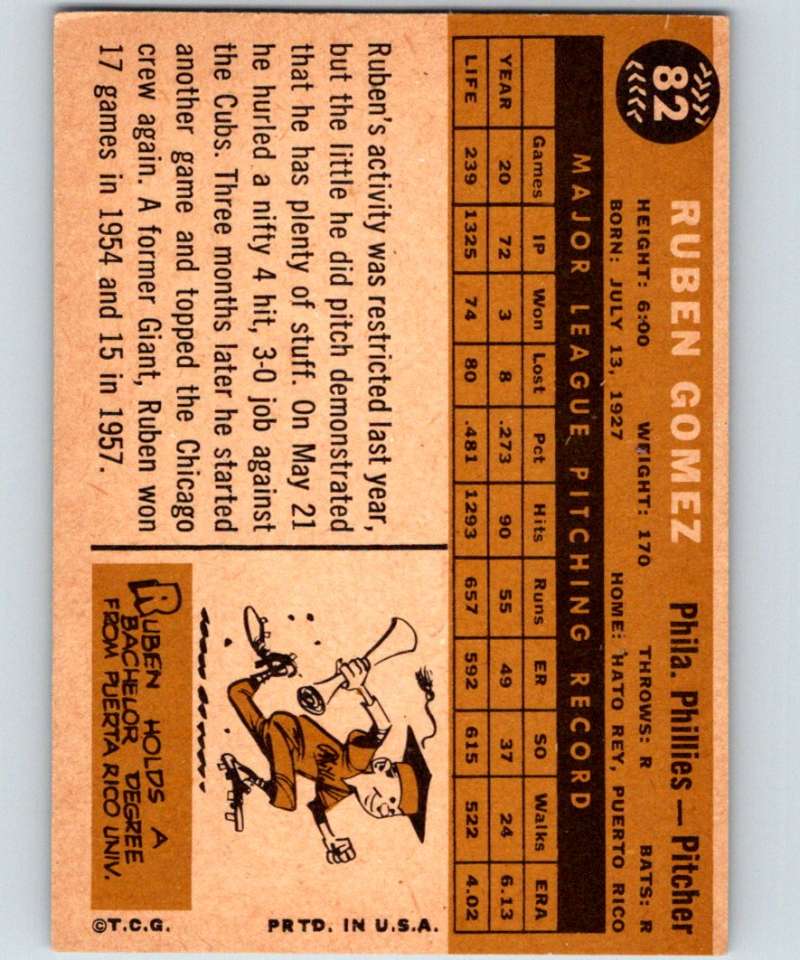 82
RUBEN GOMEZ Phila. Phillies — Pitcher
HEIGHT: 6:00 WEIGHT: 170 THROWS: R BATS: R
BORN: JULY 13, 1927 HOME: HATO REY, PUERTO RICO
MAJOR LEAGUE PITCHING RECORD
Games IP Won Lost Pct Hits Runs ER SO Walks ERA
YEAR 20 72 3 8 .273 90 55 49 37 24 6.13
LIFE 239 1325 74 80 .481 1293 657 592 615 522 4.02
Ruben's activity was restricted last year,
but the little he did pitch demonstrated
that he has plenty of stuff. On May 21
he hurled a nifty 4 hit, 3-0 job against
the Cubs. Three months later he started
another game and topped the Chicago
crew again. A former Giant, Ruben won
17 games in 1954 and 15 in 1957.
Phillies
RUBEN HOLDS A
BACHELOR DEGREE
FROM PUERTA RICO UNIV.
©T.C.G. PRTD. IN U.S.A.